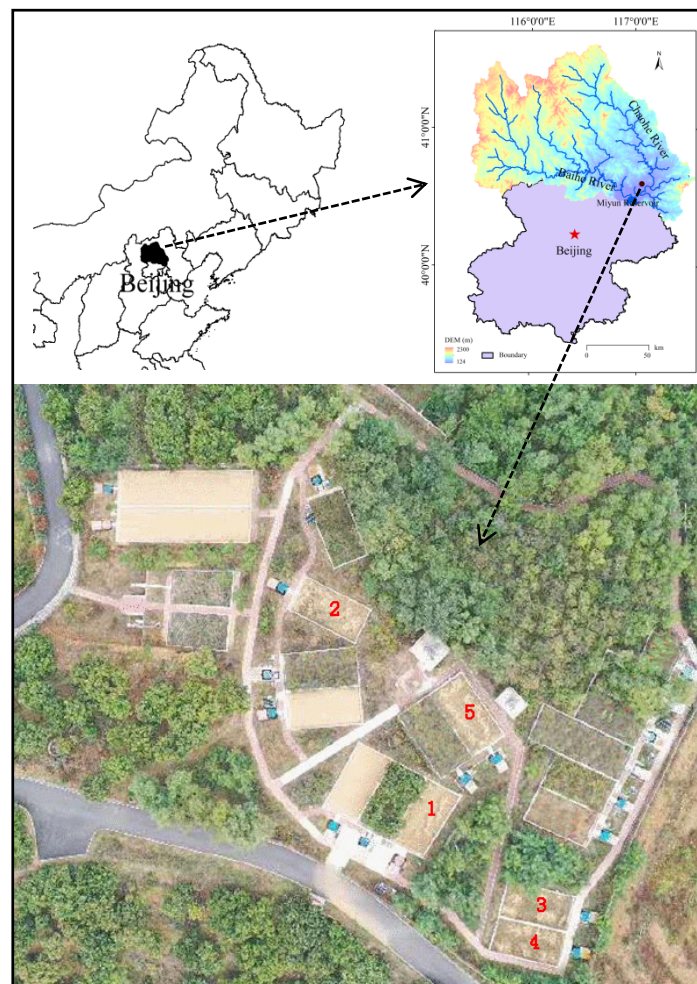 116°0'0"E
117°0'0"E
N
41°0'0"N
40°0'0"N
Chaohe River
Baihe River
Miyun Reservoir
Beijing
Beijing
DEM (m)
2300
124
Boundary
km
0
50
2
5
1
3
4